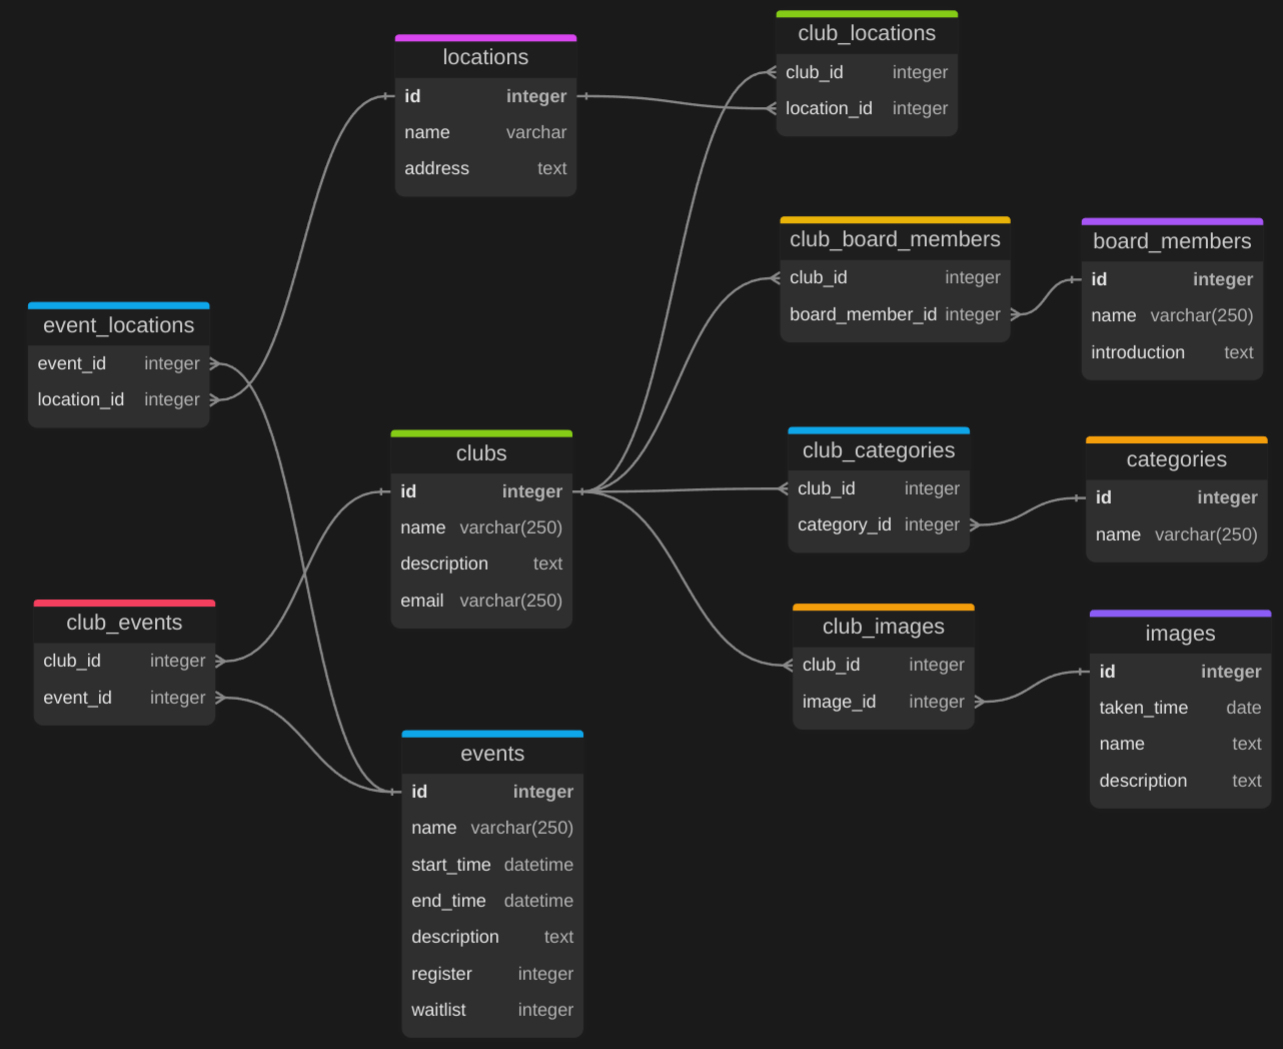 locations
id integer
name varchar
address text
club_locations
club_id integer
location_id integer
club_board_members
club_id integer
board_member_id integer
board_members
id integer
name varchar(250)
introduction text
event_locations
event_id integer
location_id integer
clubs
id integer
name varchar(250)
description text
email varchar(250)
club_categories
club_id integer
category_id integer
categories
id integer
name varchar(250)
club_events
club_id integer
event_id integer
club_images
club_id integer
image_id integer
images
id integer
taken_time date
name text
description text
events
id integer
name varchar(250)
start_time datetime
end_time datetime
description text
register integer
waitlist integer